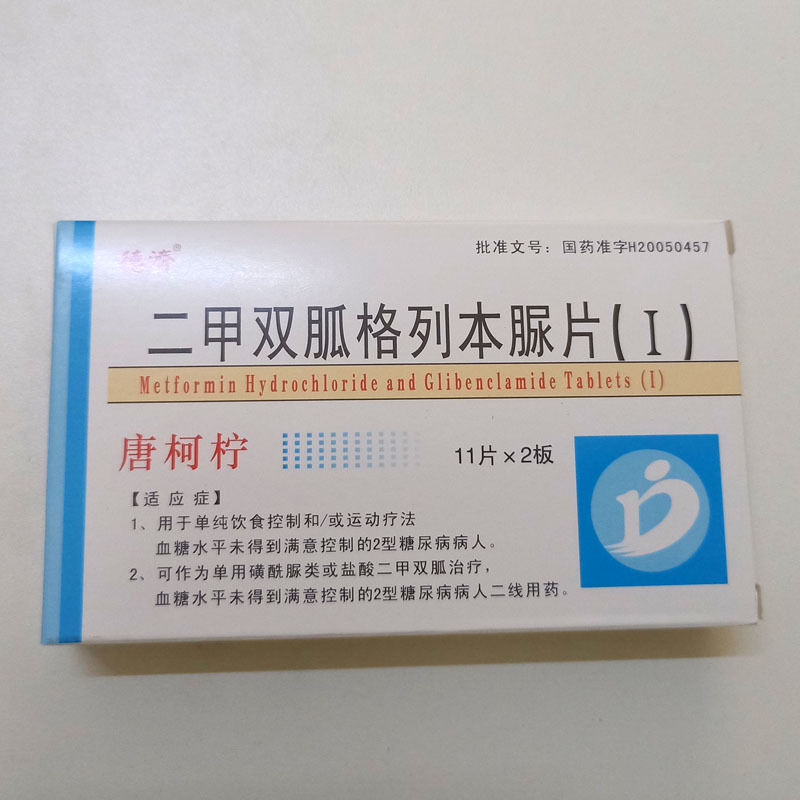 德济®
批准文号：国药准字H20050457
二甲双胍格列本脲片(Ⅰ)
Metformin Hydrochloride and Glibenclamide Tablets (I)
唐柯柠
11片×2板
【适应症】
1、用于单纯饮食控制和/或运动疗法
血糖水平未得到满意控制的2型糖尿病病人。
2、可作为单用磺酰脲类或盐酸二甲双胍治疗，
血糖水平未得到满意控制的2型糖尿病病人二线用药。